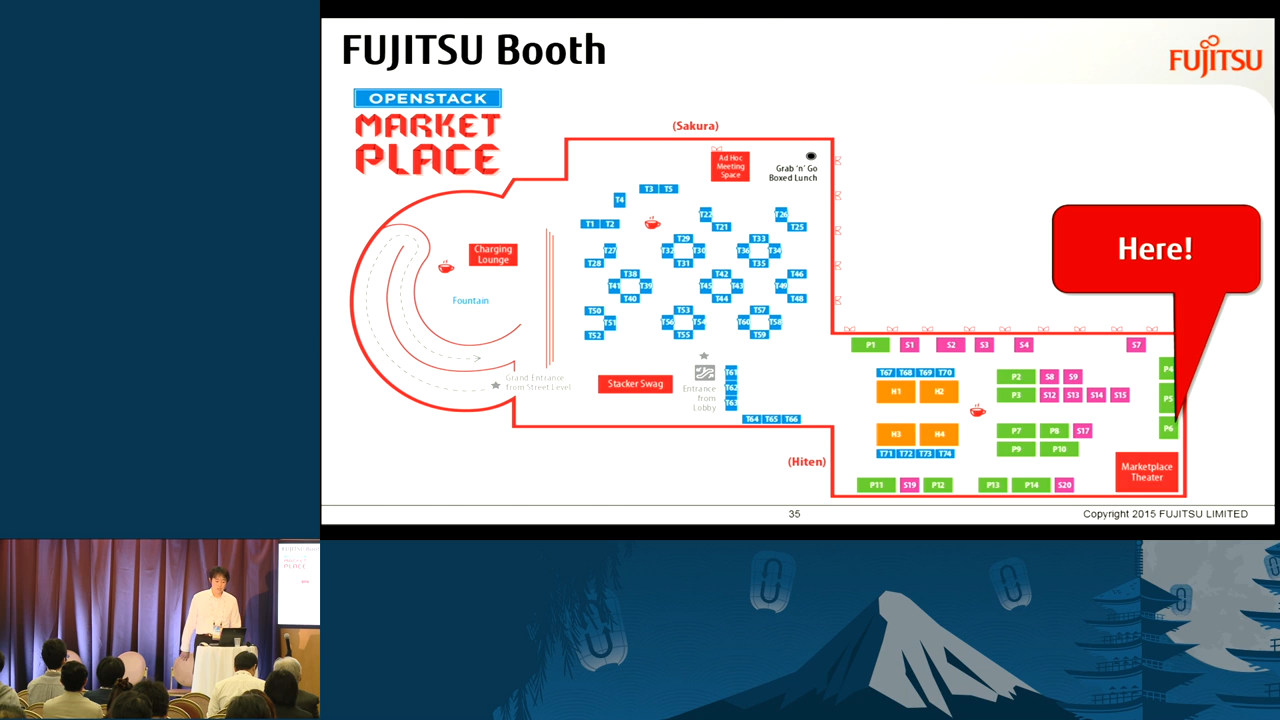 FUJITSU Booth
FUJITSU
OPENSTACK
MARKET
PLACE
(Sakura)
Ad Hoc
Meeting
Space
Grab 'n' Go
Boxed Lunch
T3 T5
T4
T1 T2
T22
T21
T26
T25
T29
T32 T30
T31
T33
T36 T34
T35
T27
T28
Charging
Lounge
Fountain
T38
T41 T39
T40
T42
T45 T43
T44
T46
T49
T48
T50
T51
T52
T53
T56 T54
T55
T57
T60 T58
T59
Here!
Grand Entrance
from Street Level
Stacker Swag
Entrance
from
Lobby
T61
T62
T63
T64 T65 T66
(Hiten)
P1 S1 S2 S3 S4 S7
T67 T68 T69 T70
H1 H2
H3 H4
T71 T72 T73 T74
P2 S8 S9
P3 S12 S13 S14 S15
P4
P5
P6
P7 P8 S17
P9 P10
Marketplace
Theater
P11 S19 P12 P13 P14 S20
35
Copyright 2015 FUJITSU LIMITED